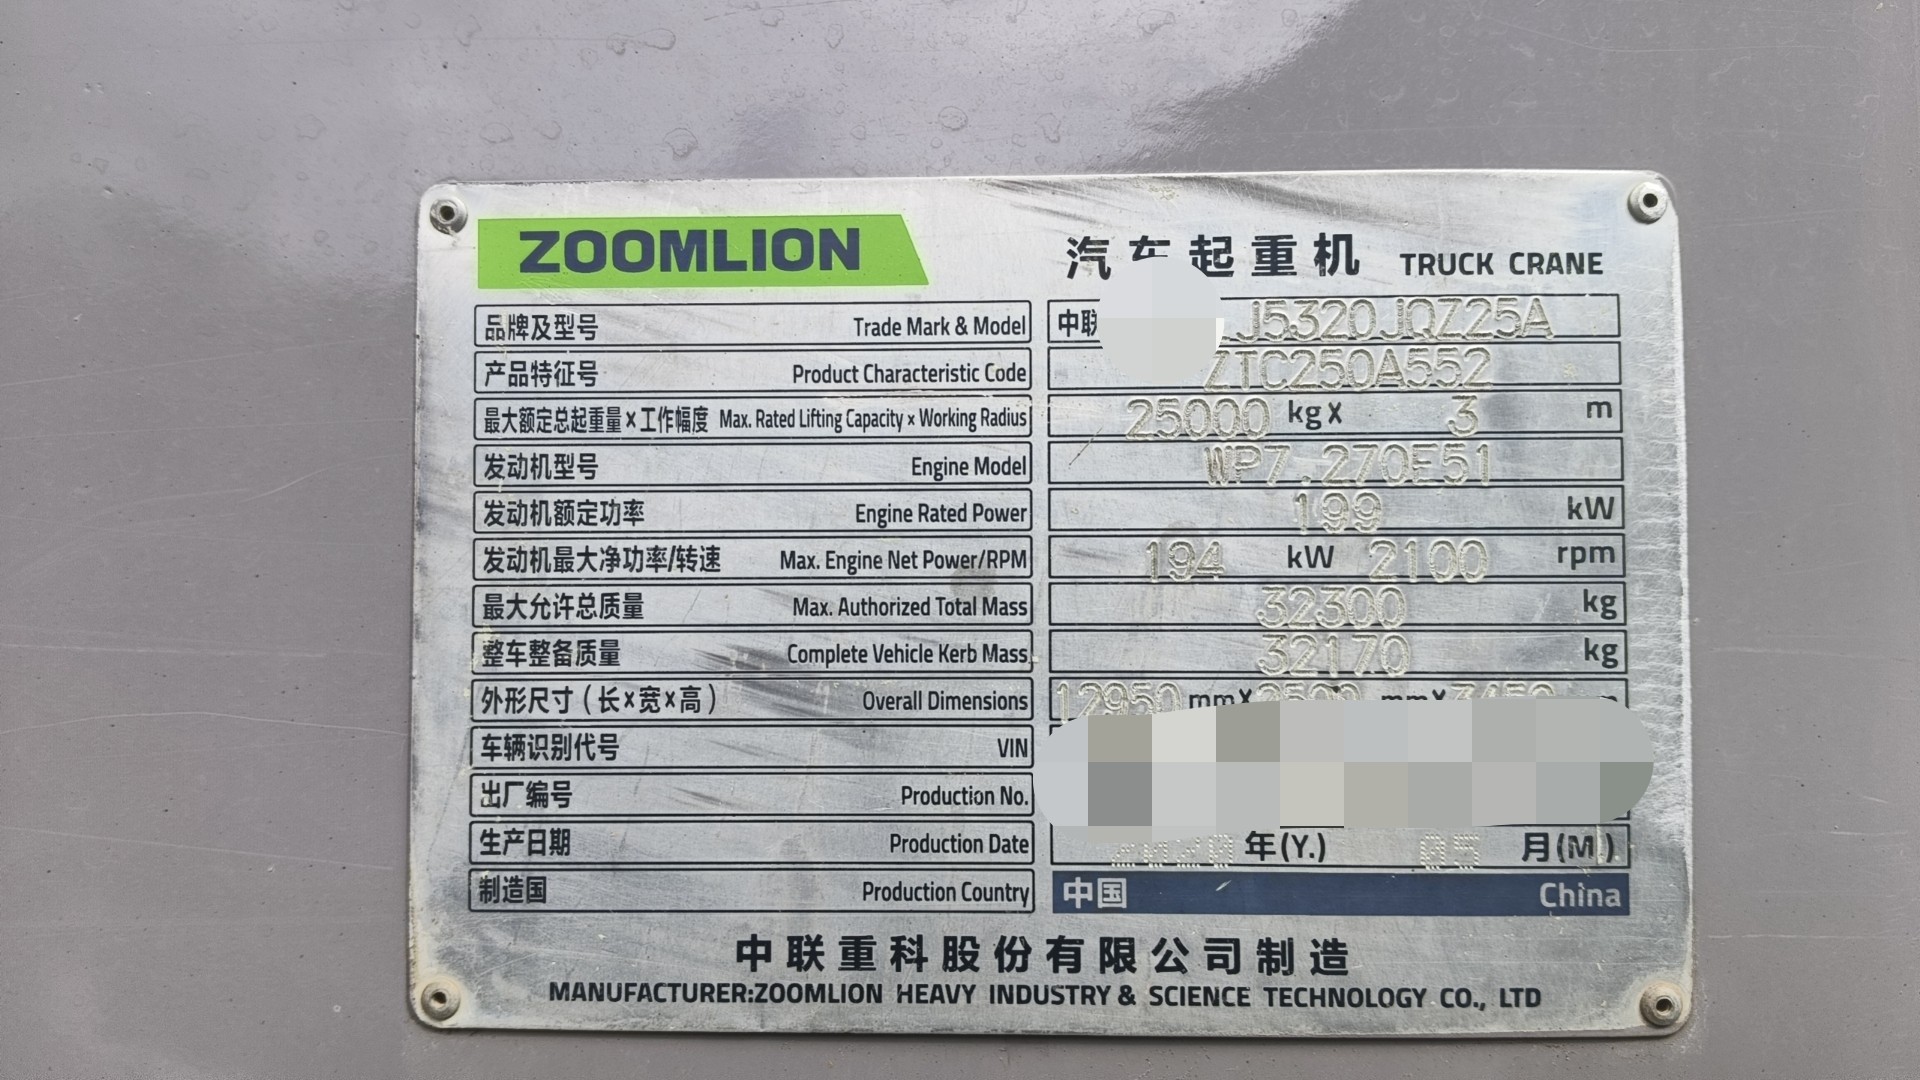 ZOOMLION 汽车起重机 TRUCK CRANE
品牌及型号 Trade Mark & Model 中联 J5320JQZ25A
产品特征号 Product Characteristic Code ZTC250A552
最大额定总起重量×工作幅度 Max. Rated Lifting Capacity × Working Radius 25000 kg× 3 m
发动机型号 Engine Model WP7.270E51
发动机额定功率 Engine Rated Power 199 kW
发动机最大净功率/转速 Max. Engine Net Power/RPM 194 kW 2100 rpm
最大允许总质量 Max. Authorized Total Mass 32300 kg
整车整备质量 Complete Vehicle Kerb Mass 32170 kg
外形尺寸(长×宽×高) Overall Dimensions 12950 mm× mm×
车辆识别代号 VIN
出厂编号 Production No.
生产日期 Production Date 2020 年(Y.) 05 月(M.)
制造国 Production Country 中国 China
中联重科股份有限公司制造
MANUFACTURER:ZOOMLION HEAVY INDUSTRY & SCIENCE TECHNOLOGY CO., LTD